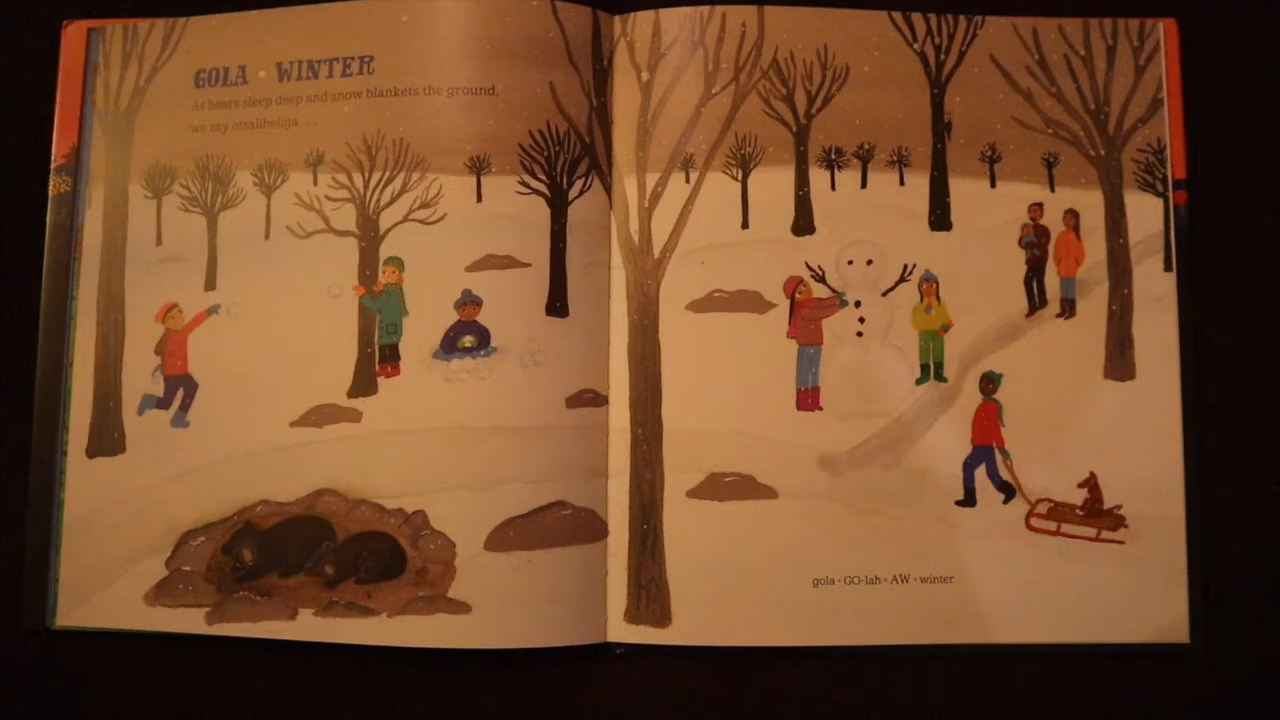 GOLA • WINTER
As bears sleep deep and snow blankets the ground,
we say otsaliheliga . . .
gola • GO-lah • AW • winter